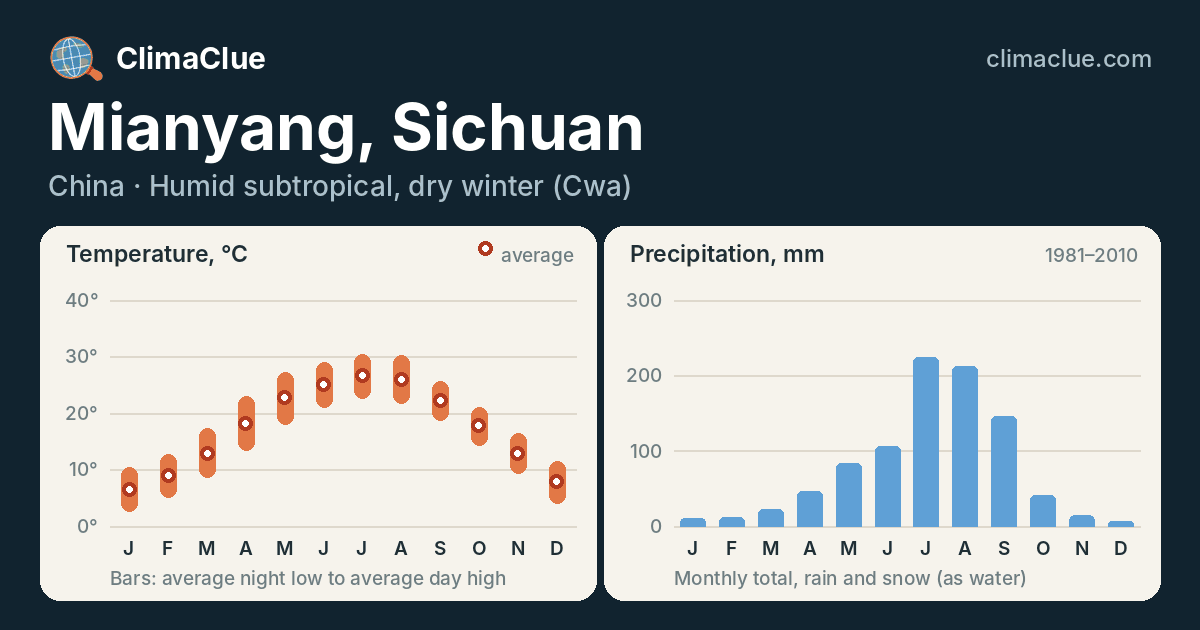 ClimaClue
climaclue.com
Mianyang, Sichuan
China · Humid subtropical, dry winter (Cwa)
Temperature, °C
average
40°
30°
20°
10°
0°
J F M A M J J A S O N D
Bars: average night low to average day high
Precipitation, mm
1981–2010
300
200
100
0
J F M A M J J A S O N D
Monthly total, rain and snow (as water)